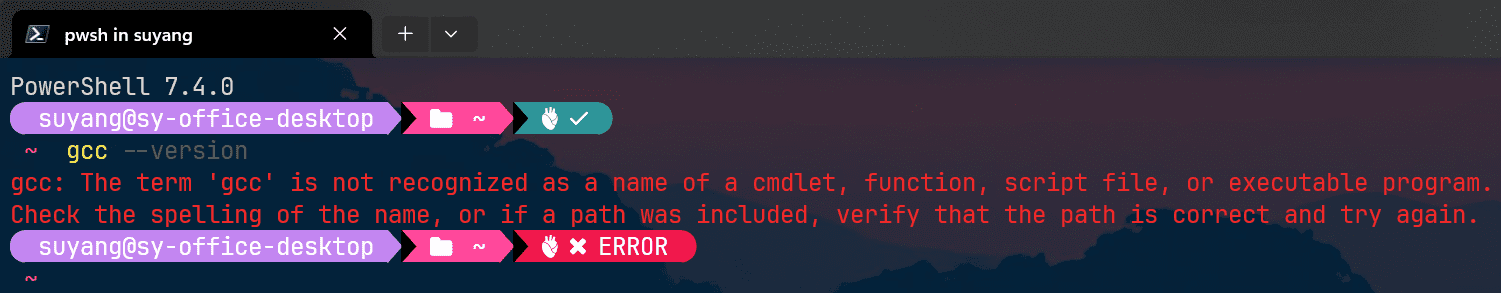 pwsh in suyang
PowerShell 7.4.0
suyang@sy-office-desktop ~
~ gcc --version
gcc: The term 'gcc' is not recognized as a name of a cmdlet, function, script file, or executable program.
Check the spelling of the name, or if a path was included, verify that the path is correct and try again.
suyang@sy-office-desktop ~ ERROR
~